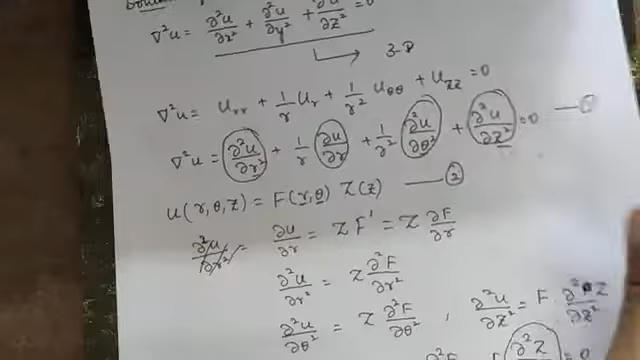 ∇²u = ∂²u/∂x² + ∂²u/∂y² + ∂²u/∂z² = 0
↳ 3-D
∇²u = u_rr + 1/r u_r + 1/r² u_θθ + u_zz = 0
∇²u = ∂²u/∂r² + 1/r ∂u/∂r + 1/r² ∂²u/∂θ² + ∂²u/∂z² = 0 — ①
u(r,θ,z) = F(r,θ) Z(z) — ②
∂u/∂r = Z F' = Z ∂F/∂r
∂²u/∂r² = Z ∂²F/∂r²
∂²u/∂θ² = Z ∂²F/∂θ² , ∂²u/∂z² = F · ∂²Z/∂z²
∂²Z = 0